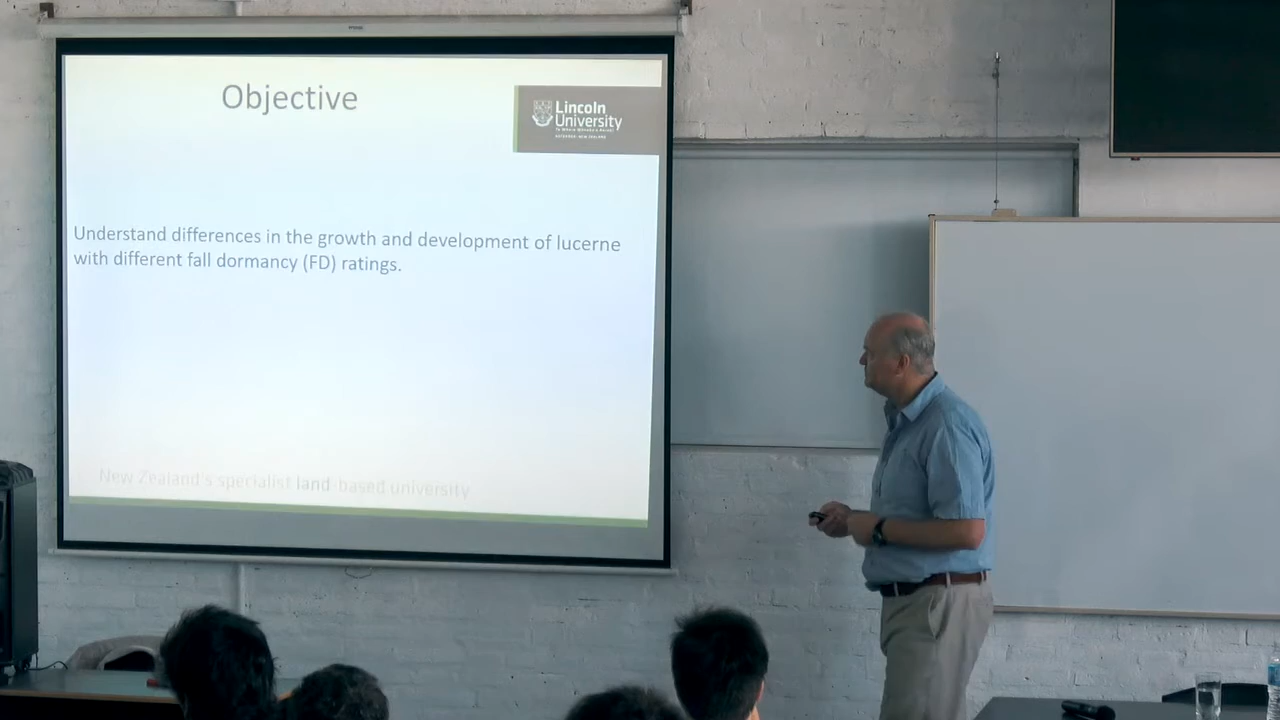 Objective
Lincoln
University
Understand differences in the growth and development of lucerne
with different fall dormancy (FD) ratings.
New Zealand's specialist land-based university